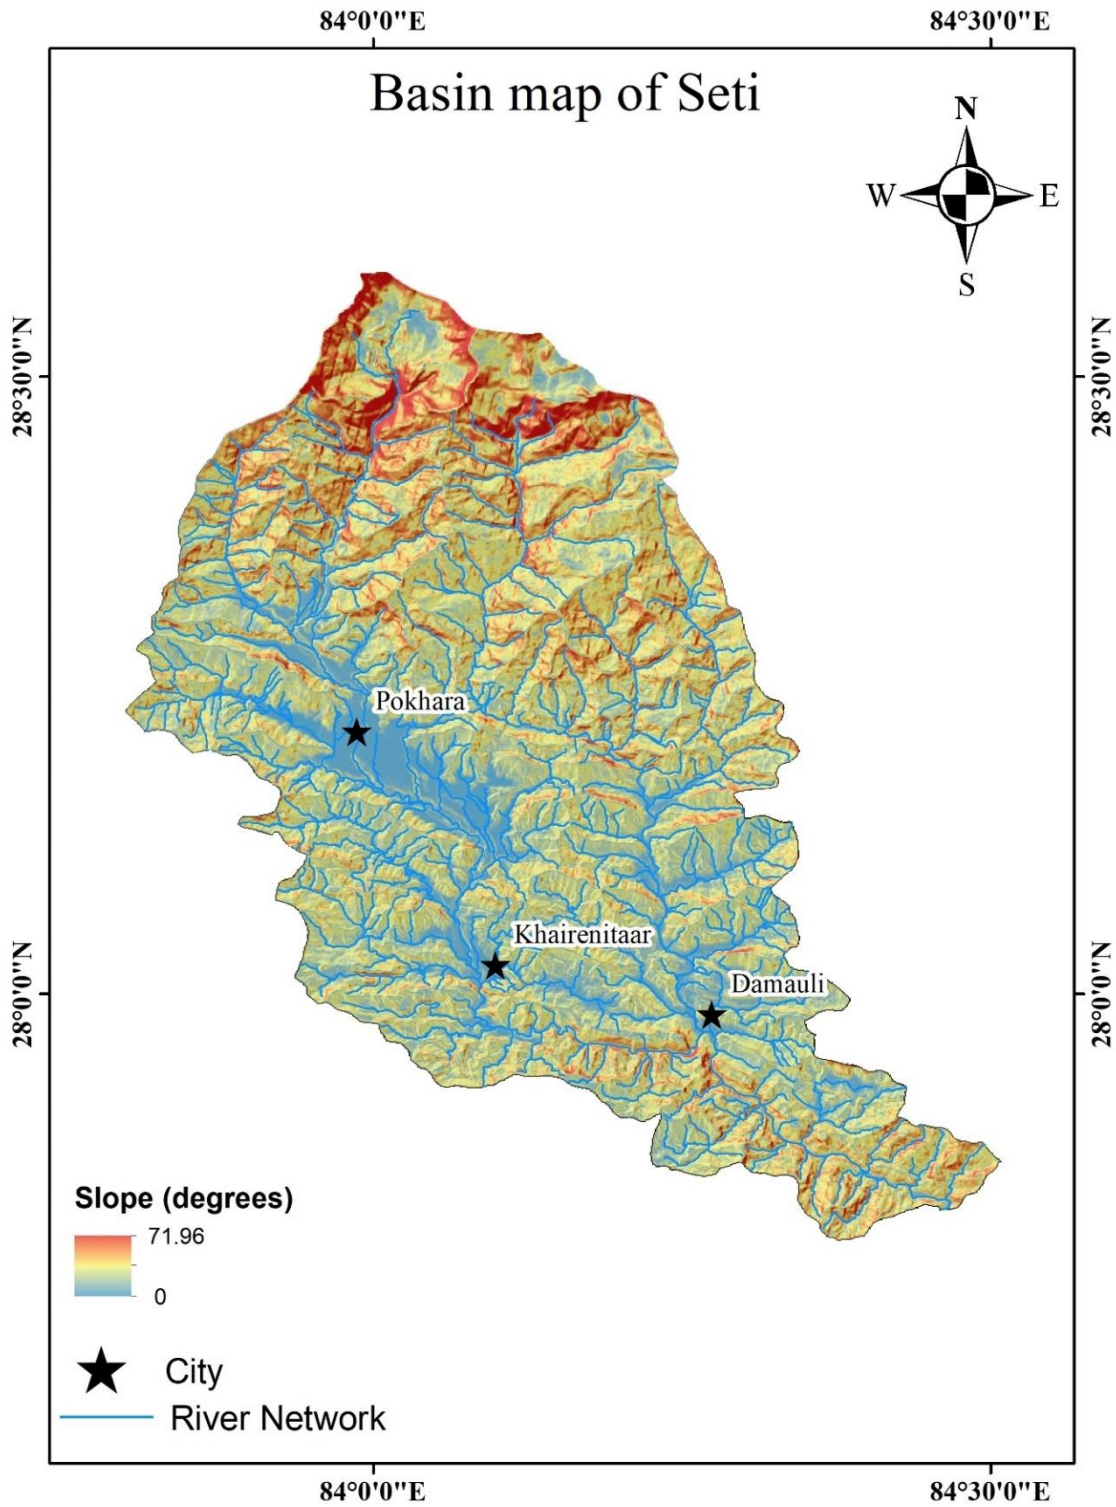 84°0'0"E
84°30'0"E
Basin map of Seti
N
W
E
S
28°30'0"N
28°30'0"N
Pokhara
Khairenitaar
Damauli
28°0'0"N
28°0'0"N
Slope (degrees)
71.96
0
City
River Network
84°0'0"E
84°30'0"E